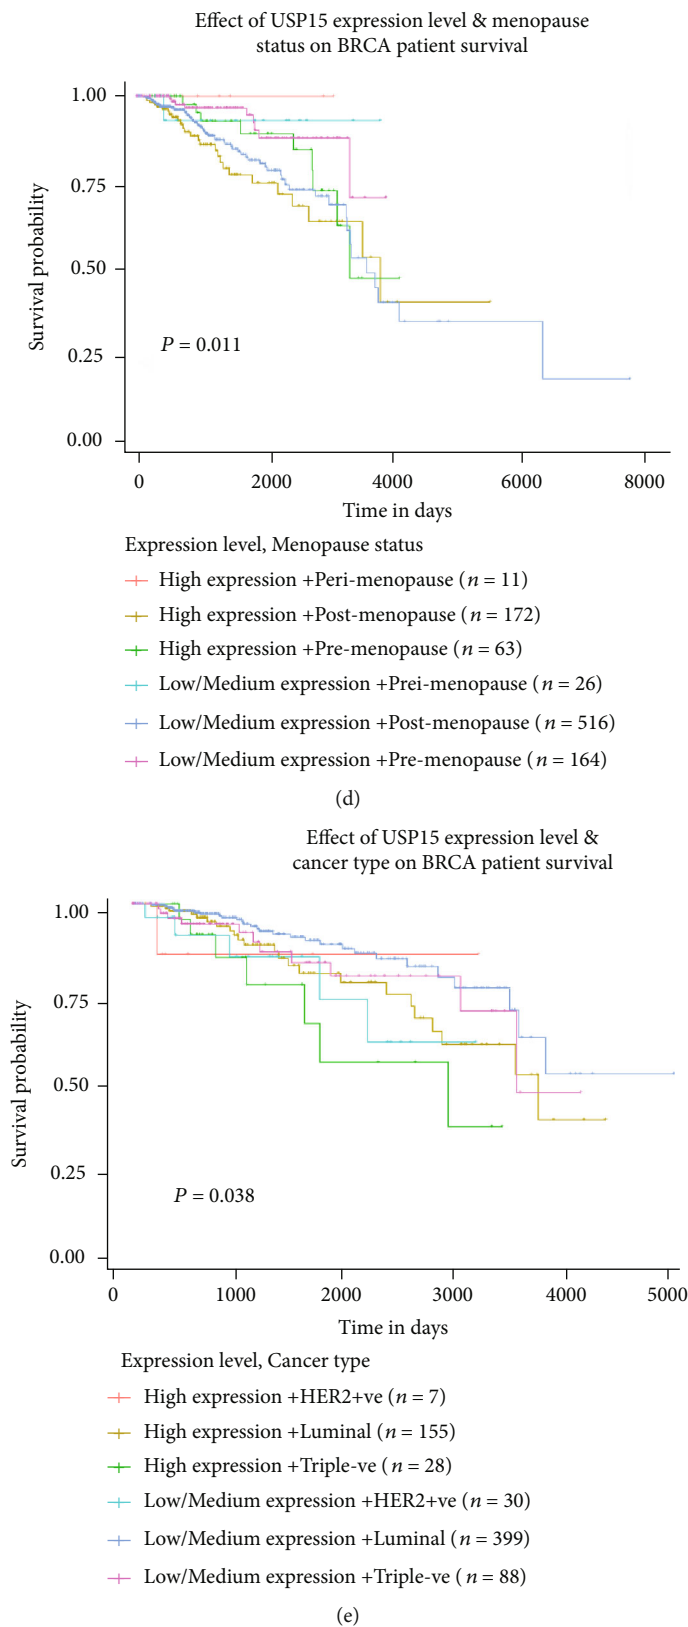 Effect of USP15 expression level & menopause
status on BRCA patient survival
1.00
0.75
0.50
0.25
0.00
Survival probability
P = 0.011
0 2000 4000 6000 8000
Time in days
Expression level, Menopause status
High expression +Peri-menopause (n = 11)
High expression +Post-menopause (n = 172)
High expression +Pre-menopause (n = 63)
Low/Medium expression +Prei-menopause (n = 26)
Low/Medium expression +Post-menopause (n = 516)
Low/Medium expression +Pre-menopause (n = 164)
(d)
Effect of USP15 expression level &
cancer type on BRCA patient survival
1.00
0.75
0.50
0.25
0.00
Survival probability
P = 0.038
0 1000 2000 3000 4000 5000
Time in days
Expression level, Cancer type
High expression +HER2+ve (n = 7)
High expression +Luminal (n = 155)
High expression +Triple-ve (n = 28)
Low/Medium expression +HER2+ve (n = 30)
Low/Medium expression +Luminal (n = 399)
Low/Medium expression +Triple-ve (n = 88)
(e)